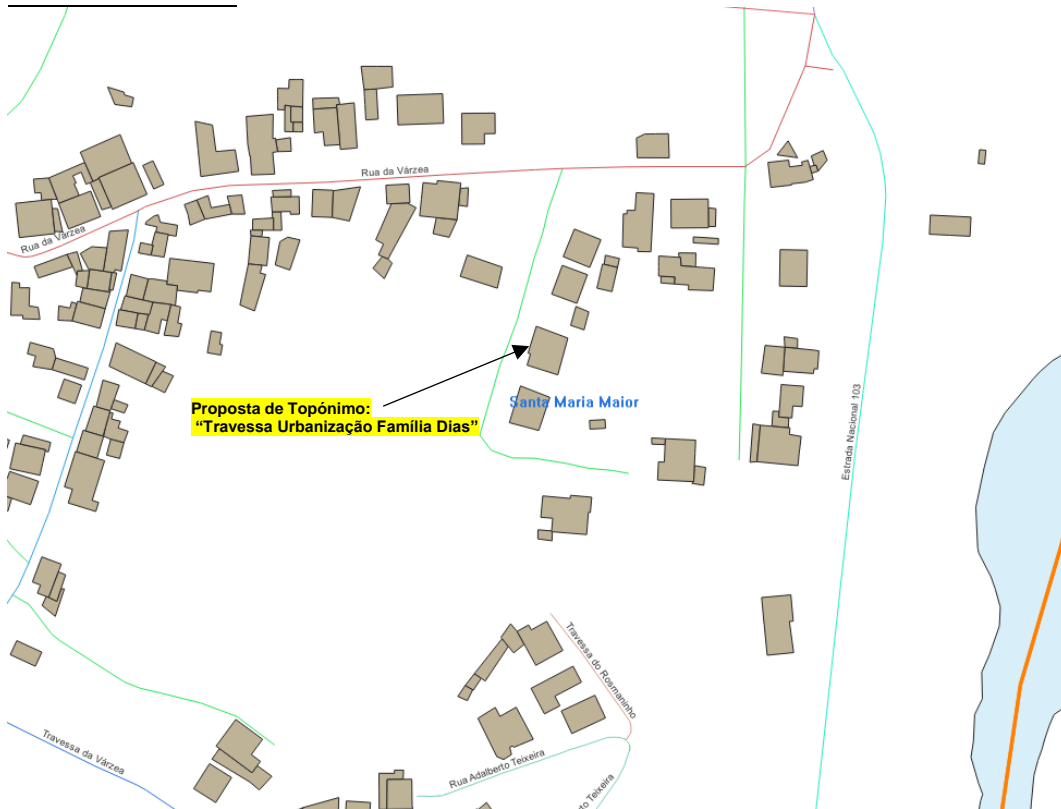 Rua da Várzea
Rua da Várzea
Proposta de Topónimo:
“Travessa Urbanização Família Dias”
Santa Maria Maior
Estrada Nacional 103
Travessa do Rosmaninho
Travessa da Várzea
Rua Adalberto Teixeira
Teixeira